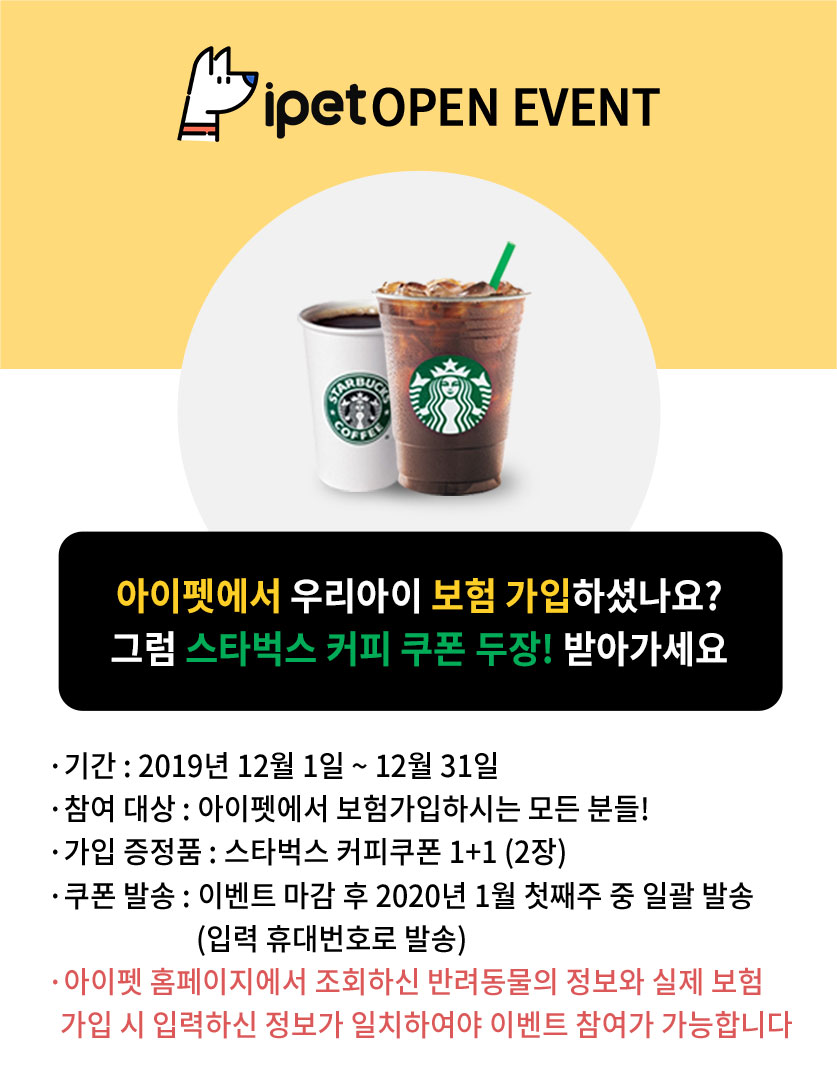 ipet OPEN EVENT
STARBUCKS
COFFEE
아이펫에서 우리아이 보험 가입하셨나요?
그럼 스타벅스 커피 쿠폰 두장! 받아가세요
· 기간 : 2019년 12월 1일 ~ 12월 31일
· 참여 대상 : 아이펫에서 보험가입하시는 모든 분들!
· 가입 증정품 : 스타벅스 커피쿠폰 1+1 (2장)
· 쿠폰 발송 : 이벤트 마감 후 2020년 1월 첫째주 중 일괄 발송
(입력 휴대번호로 발송)
· 아이펫 홈페이지에서 조회하신 반려동물의 정보와 실제 보험
가입 시 입력하신 정보가 일치하여야 이벤트 참여가 가능합니다